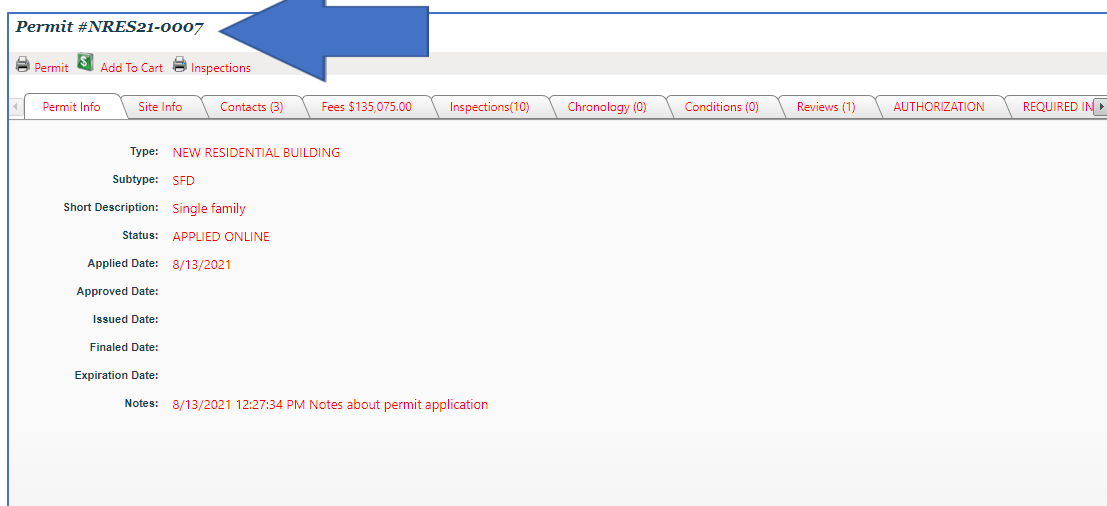 Permit #NRES21-0007
Permit Add To Cart Inspections
Permit Info Site Info Contacts (3) Fees $135,075.00 Inspections(10) Chronology (0) Conditions (0) Reviews (1) AUTHORIZATION REQUIRED IN
Type: NEW RESIDENTIAL BUILDING
Subtype: SFD
Short Description: Single family
Status: APPLIED ONLINE
Applied Date: 8/13/2021
Approved Date:
Issued Date:
Finaled Date:
Expiration Date:
Notes: 8/13/2021 12:27:34 PM Notes about permit application